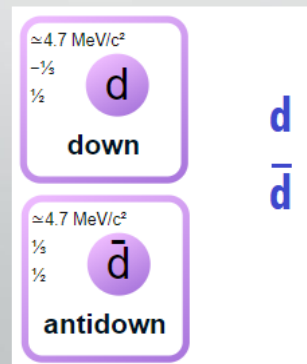 ≃4.7 MeV/c²
−⅓
½
d
down
d
d̄
≃4.7 MeV/c²
⅓
½
d̄
antidown